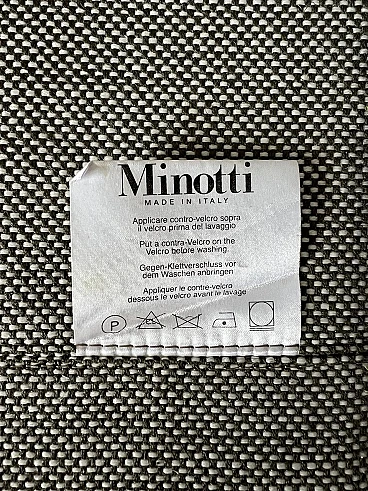 Minotti
MADE IN ITALY
Applicare contro-velcro sopra
il velcro prima del lavaggio
Put a contra-Velcro on the
Velcro before washing.
Gegen-Klettverschluss vor
dem Waschen anbringen
Appliquer le contre-velcro
dessous le velcro avant le lavage
P CL